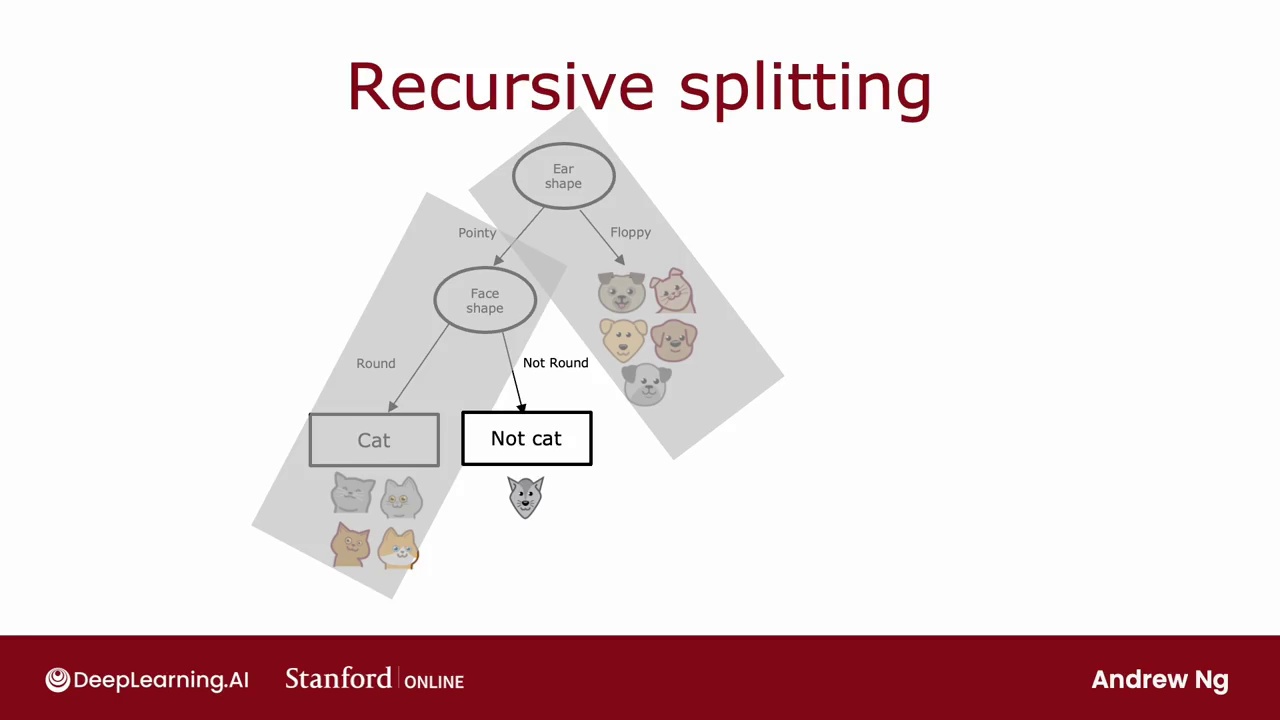 Recursive splitting
Ear
shape
Pointy
Floppy
Face
shape
Round
Not Round
Cat
Not cat
DeepLearning.AI
Stanford ONLINE
Andrew Ng